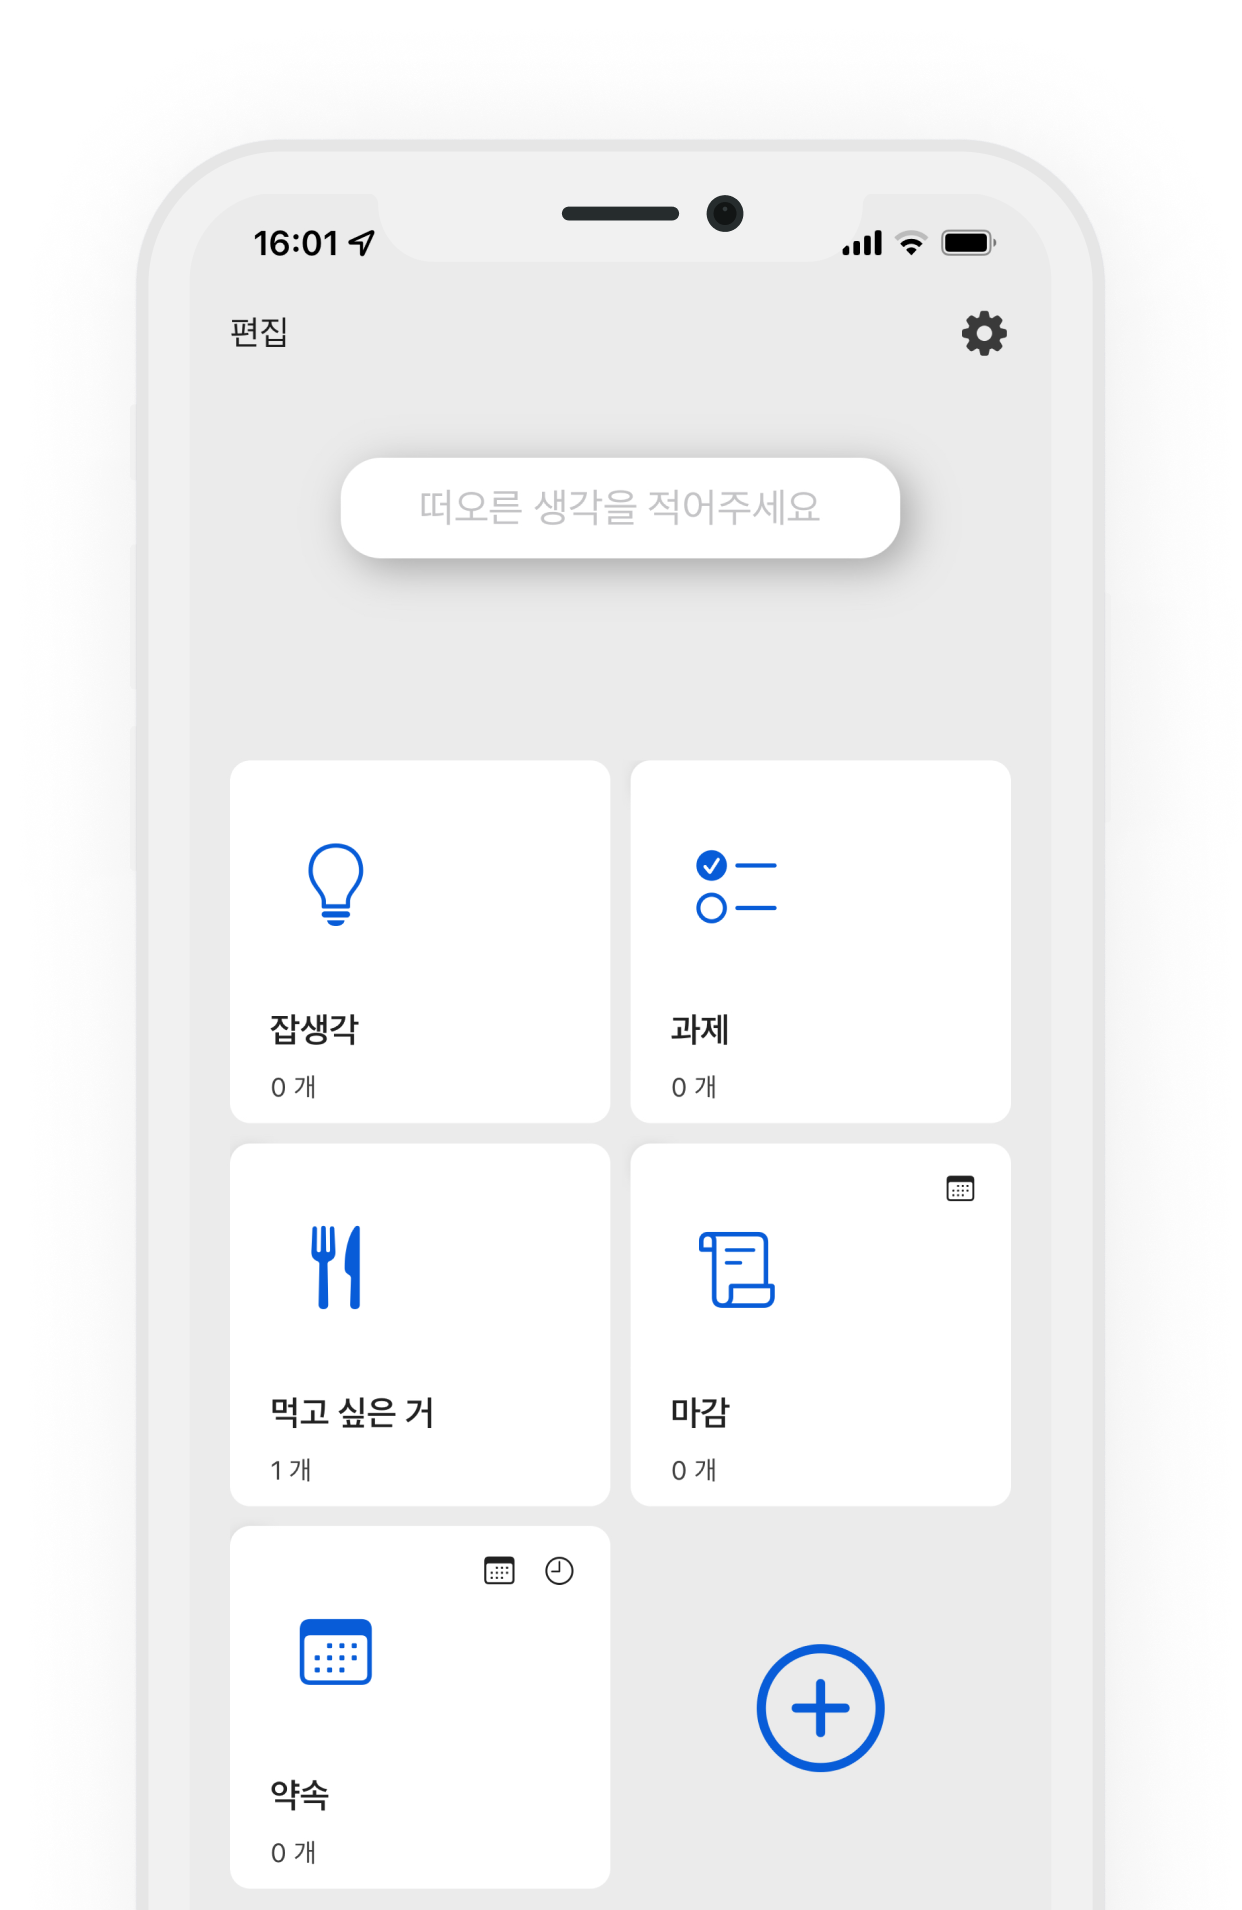 16:01
편집
떠오른 생각을 적어주세요
잡생각
0 개
과제
0 개
먹고 싶은 거
1 개
마감
0 개
약속
0 개